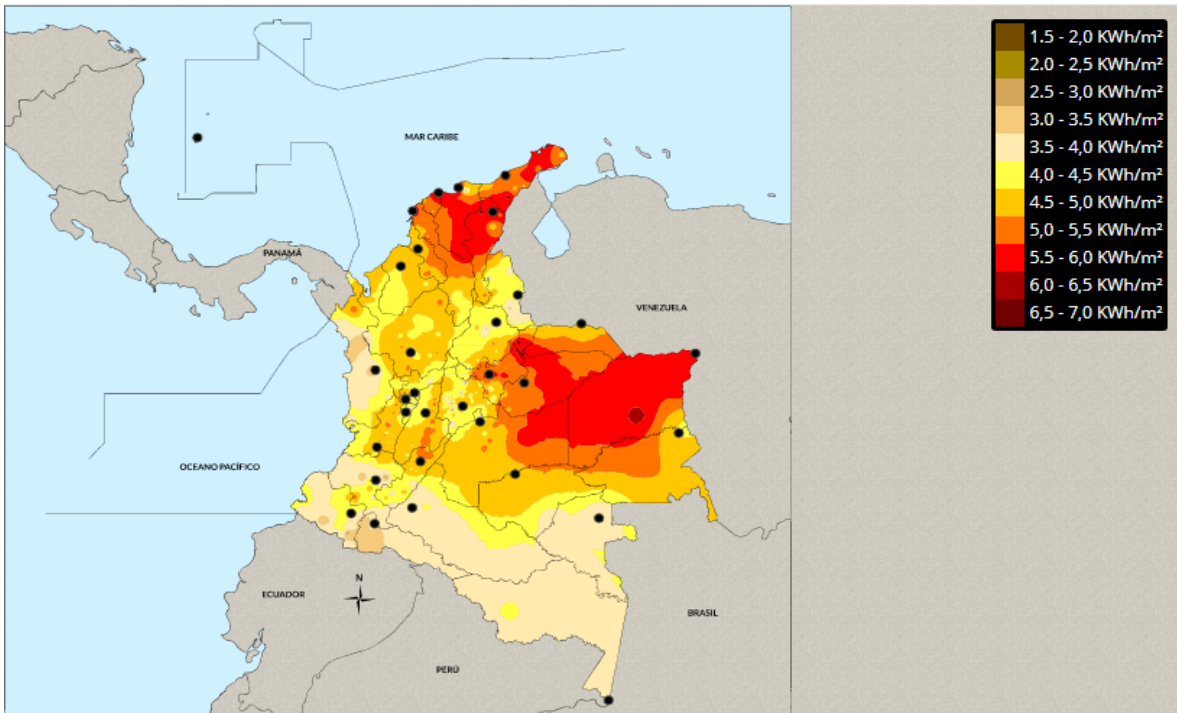 1.5 - 2,0 KWh/m²
2.0 - 2,5 KWh/m²
2.5 - 3,0 KWh/m²
3.0 - 3.5 KWh/m²
3.5 - 4,0 KWh/m²
4,0 - 4,5 KWh/m²
4.5 - 5,0 KWh/m²
5,0 - 5,5 KWh/m²
5.5 - 6,0 KWh/m²
6,0 - 6,5 KWh/m²
6,5 - 7,0 KWh/m²
MAR CARIBE
PANAMÁ
VENEZUELA
OCEANO PACÍFICO
N
ECUADOR
BRASIL
PERÚ